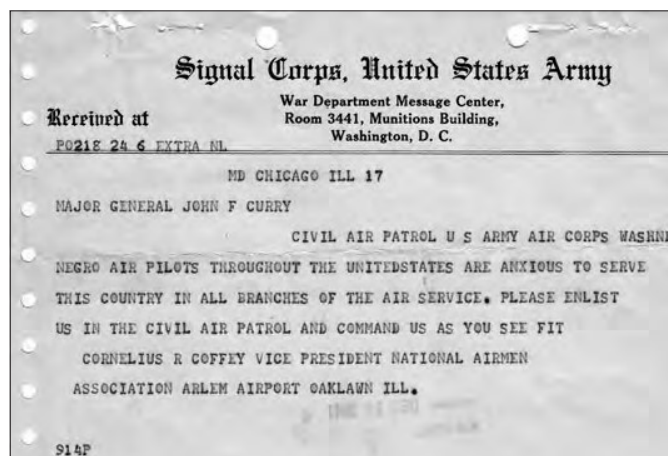 Signal Corps, United States Army
War Department Message Center,
Room 3441, Munitions Building,
Washington, D. C.
Received at
PO218 24 6 EXTRA NL
MD CHICAGO ILL 17
MAJOR GENERAL JOHN F CURRY
CIVIL AIR PATROL U S ARMY AIR CORPS WASHN
NEGRO AIR PILOTS THROUGHOUT THE UNITEDSTATES ARE ANXIOUS TO SERVE
THIS COUNTRY IN ALL BRANCHES OF THE AIR SERVICE. PLEASE ENLIST
US IN THE CIVIL AIR PATROL AND COMMAND US AS YOU SEE FIT
CORNELIUS R COFFEY VICE PRESIDENT NATIONAL AIRMEN
ASSOCIATION ARLEM AIRPORT OAKLAWN ILL.
914P